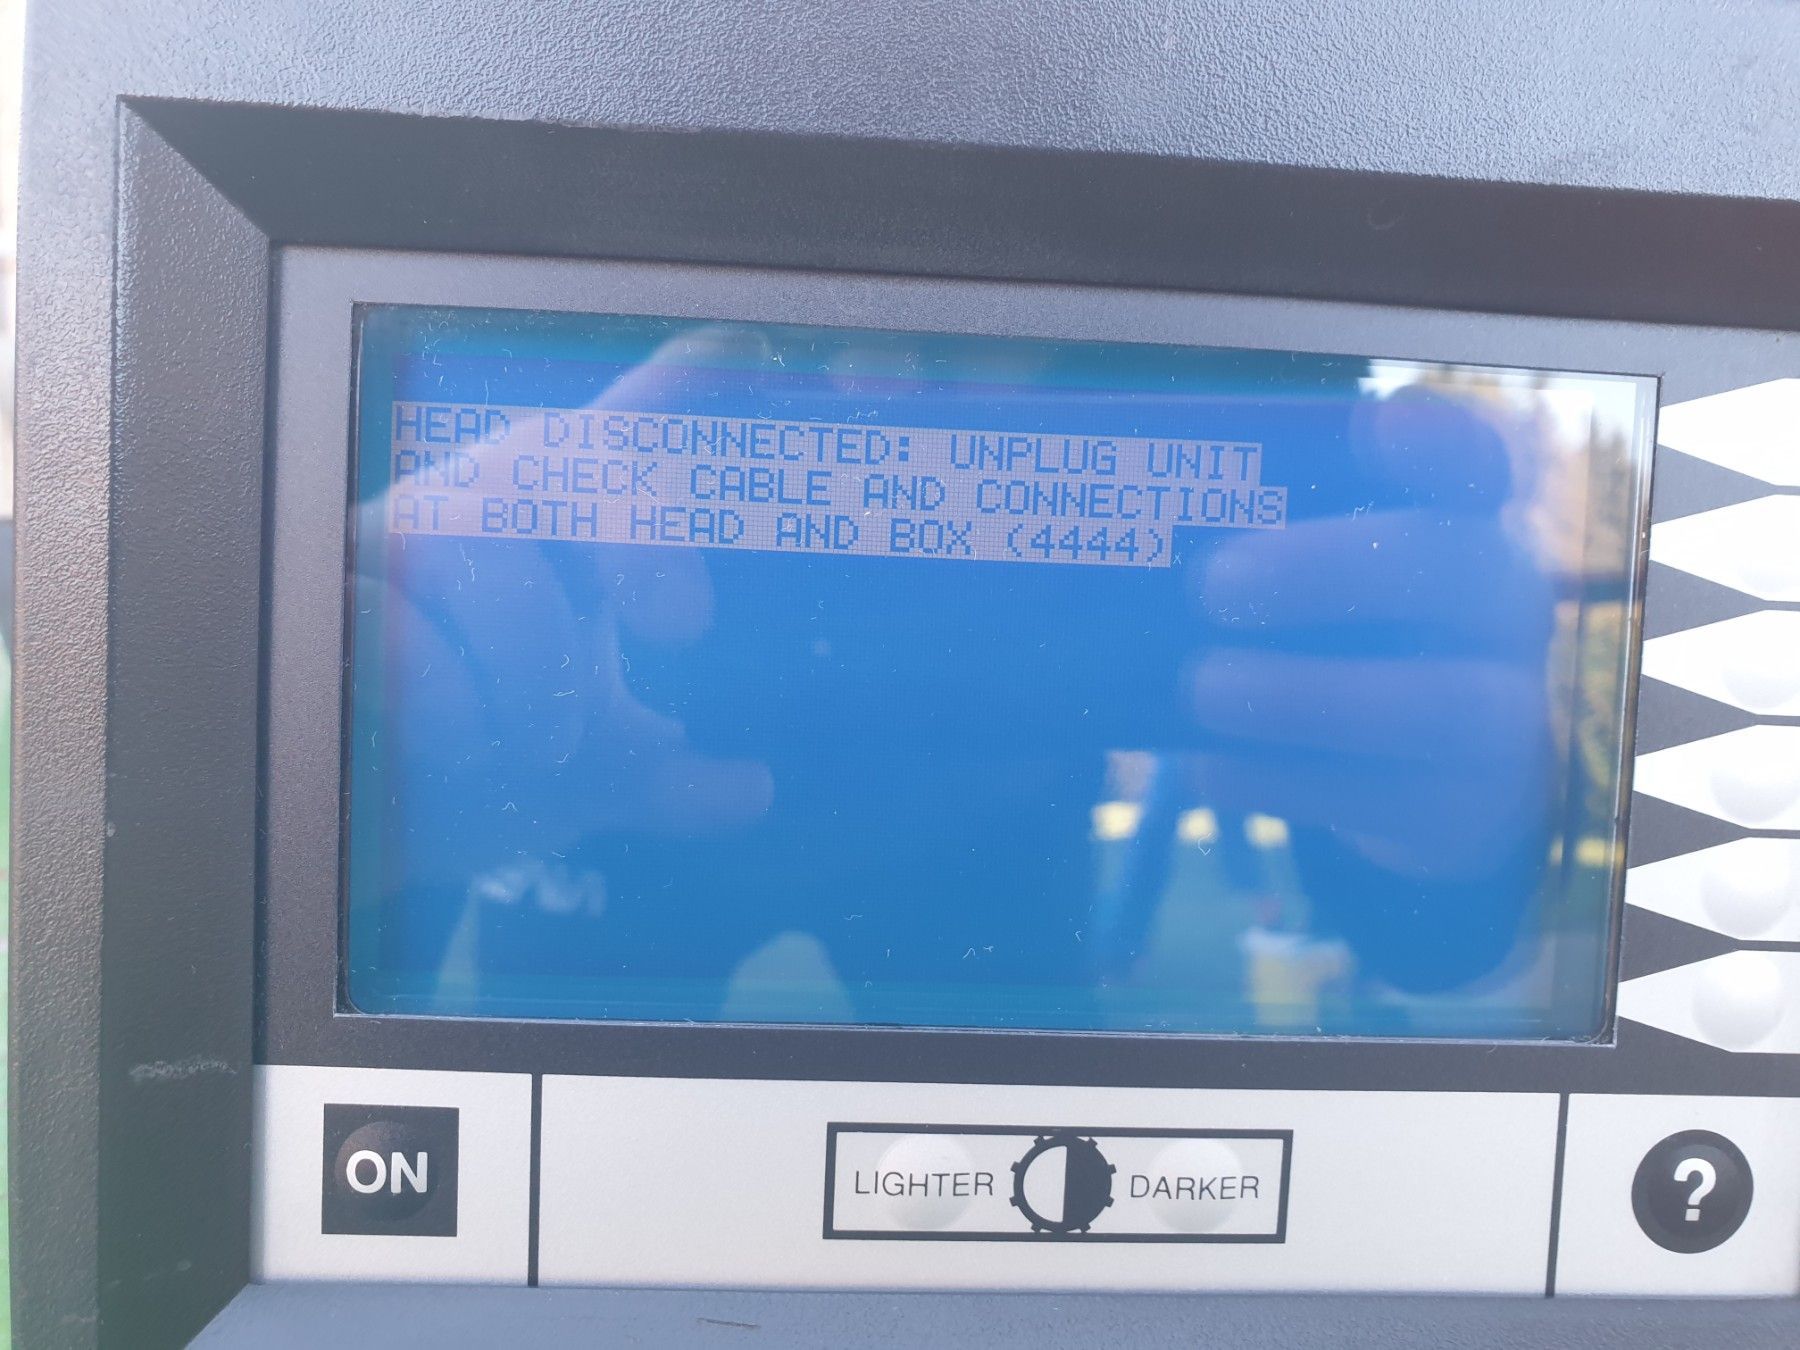 HEAD DISCONNECTED: UNPLUG UNIT
AND CHECK CABLE AND CONNECTIONS
AT BOTH HEAD AND BOX (4444)
ON
LIGHTER DARKER
?